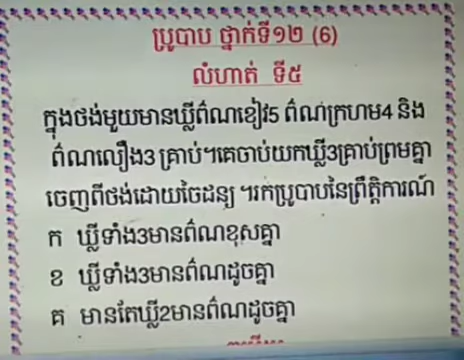 ប្រូបាប ថ្នាក់ទី១២ (6)
លំហាត់ ទី៥
ក្នុងថង់មួយមានឃ្លីព៌ណខៀវ5 ព៌ណក្រហម4 និង
ព៌ណលឿង3 គ្រាប់។គេចាប់យកឃ្លី3គ្រាប់ព្រមគ្នា
ចេញពីថង់ដោយចៃដន្យ ។រកប្រូបាបនៃព្រឹត្តិការណ៍
ក ឃ្លីទាំង3មានព៌ណខុសគ្នា
ខ ឃ្លីទាំង3មានព៌ណដូចគ្នា
គ មានតែឃ្លី2មានព៌ណដូចគ្នា